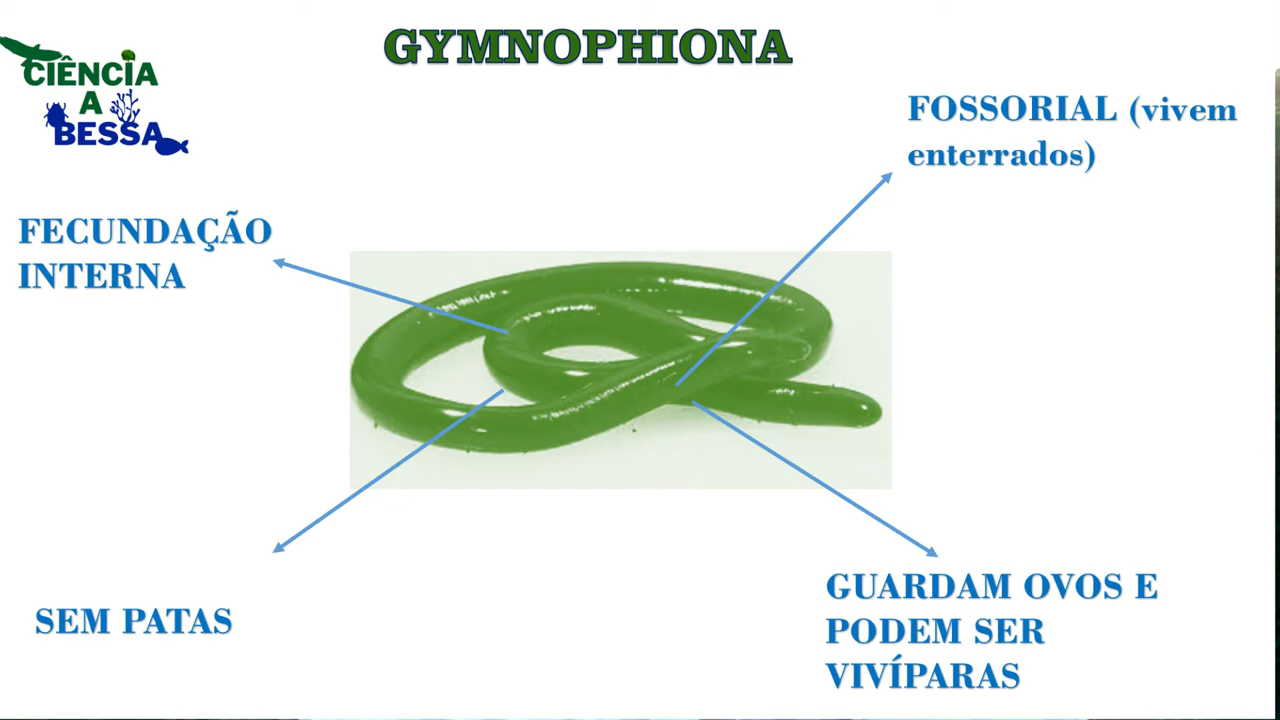 GYMNOPHIONA
CIÊNCIA
A
BESSA
FOSSORIAL (vivem
enterrados)
FECUNDAÇÃO
INTERNA
SEM PATAS
GUARDAM OVOS E
PODEM SER
VIVÍPARAS